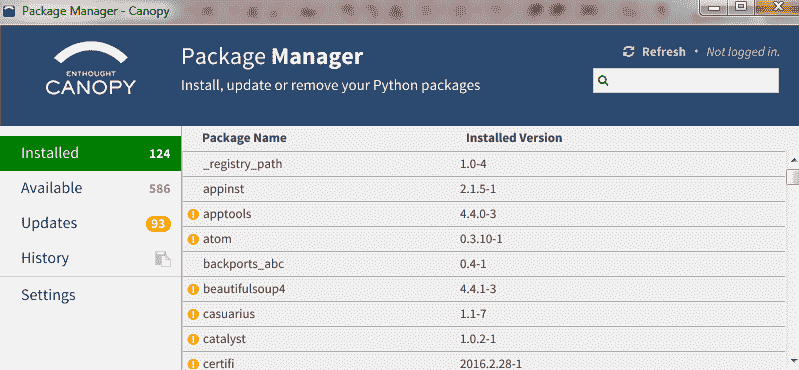 Package Manager - Canopy
ENTHOUGHT
CANOPY
Package Manager
Install, update or remove your Python packages
Refresh • Not logged in.
Installed 124
Available 586
Updates 93
History
Settings
Package Name Installed Version
_registry_path 1.0-4
appinst 2.1.5-1
apptools 4.4.0-3
atom 0.3.10-1
backports_abc 0.4-1
beautifulsoup4 4.4.1-3
casuarius 1.1-7
catalyst 1.0.2-1
certifi 2016.2.28-1